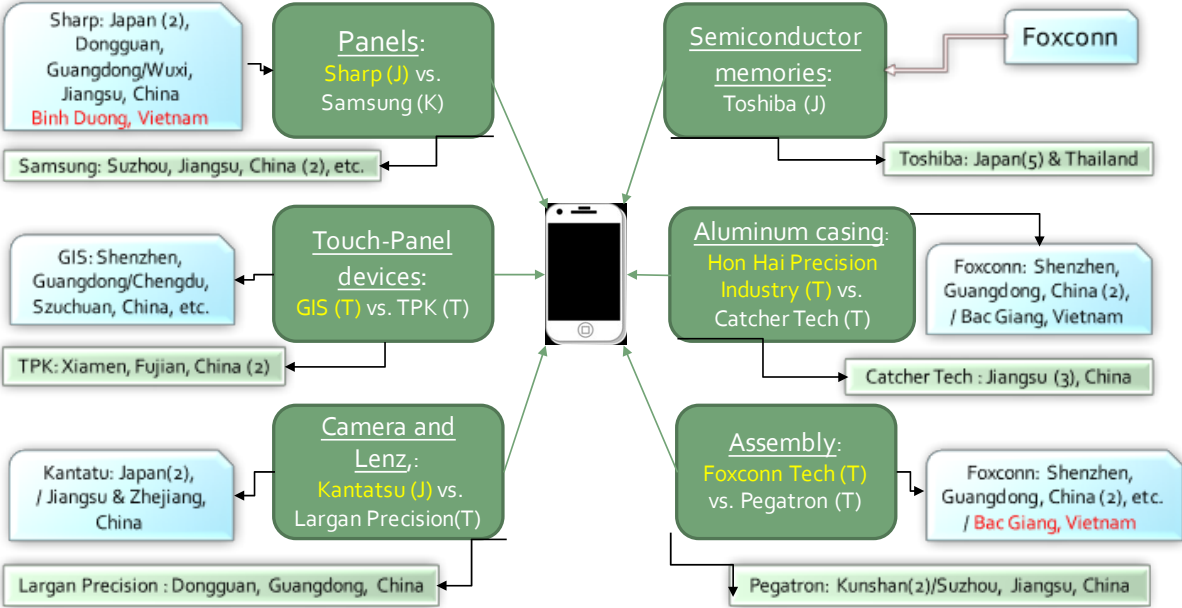 Sharp: Japan (2),
Dongguan,
Guangdong/Wuxi,
Jiangsu, China
Binh Duong, Vietnam
Panels:
Sharp (J) vs.
Samsung (K)
Samsung: Suzhou, Jiangsu, China (2), etc.
Semiconductor
memories:
Toshiba (J)
Foxconn
Toshiba: Japan(5) & Thailand
GIS: Shenzhen,
Guangdong/Chengdu,
Szuchuan, China, etc.
Touch-Panel
devices:
GIS (T) vs. TPK (T)
TPK: Xiamen, Fujian, China (2)
Aluminum casing:
Hon Hai Precision
Industry (T) vs.
Catcher Tech (T)
Foxconn: Shenzhen,
Guangdong, China (2),
/ Bac Giang, Vietnam
Catcher Tech : Jiangsu (3), China
Kantatu: Japan(2),
/ Jiangsu & Zhejiang,
China
Camera and
Lenz,:
Kantatsu (J) vs.
Largan Precision(T)
Largan Precision : Dongguan, Guangdong, China
Assembly:
Foxconn Tech (T)
vs. Pegatron (T)
Foxconn: Shenzhen,
Guangdong, China (2), etc.
/ Bac Giang, Vietnam
Pegatron: Kunshan(2)/Suzhou, Jiangsu, China